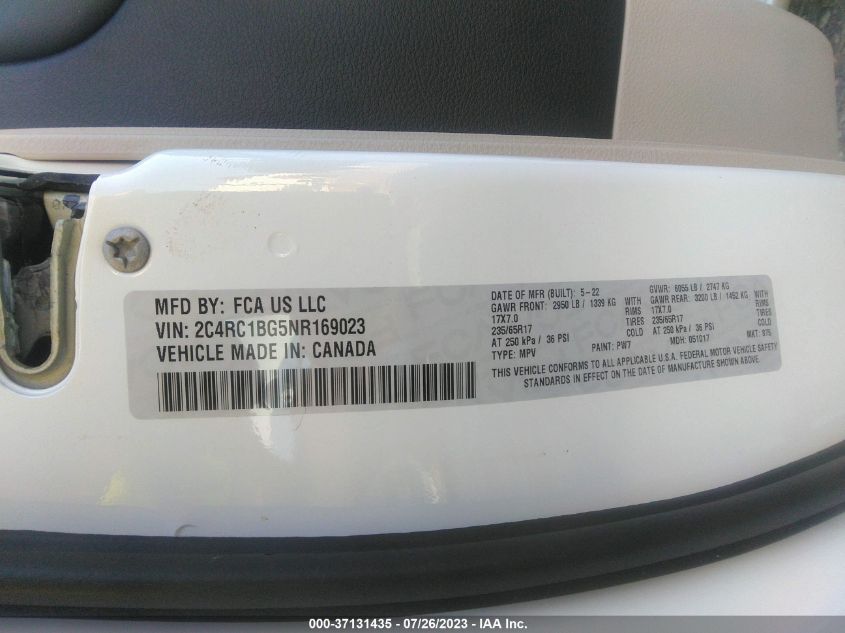 MFD BY: FCA US LLC
VIN: 2C4RC1BG5NR169023
VEHICLE MADE IN: CANADA
DATE OF MFR (BUILT): 5-22 GVWR: 6055 LB / 2747 KG
GAWR FRONT: 2950 LB / 1339 KG WITH GAWR REAR: 3200 LB / 1452 KG WITH
17X7.0 RIMS 17X7.0 RIMS
235/65R17 TIRES 235/65R17 TIRES
AT 250 kPa / 36 PSI COLD AT 250 kPa / 36 PSI COLD
TYPE: MPV PAINT: PW7 MDH: 051017 MKT:
THIS VEHICLE CONFORMS TO ALL APPLICABLE U.S.A. FEDERAL MOTOR VEHICLE SAFETY
STANDARDS IN EFFECT ON THE DATE OF MANUFACTURE SHOWN ABOVE.
000-37131435 / 07/26/2023 - IAA Inc.